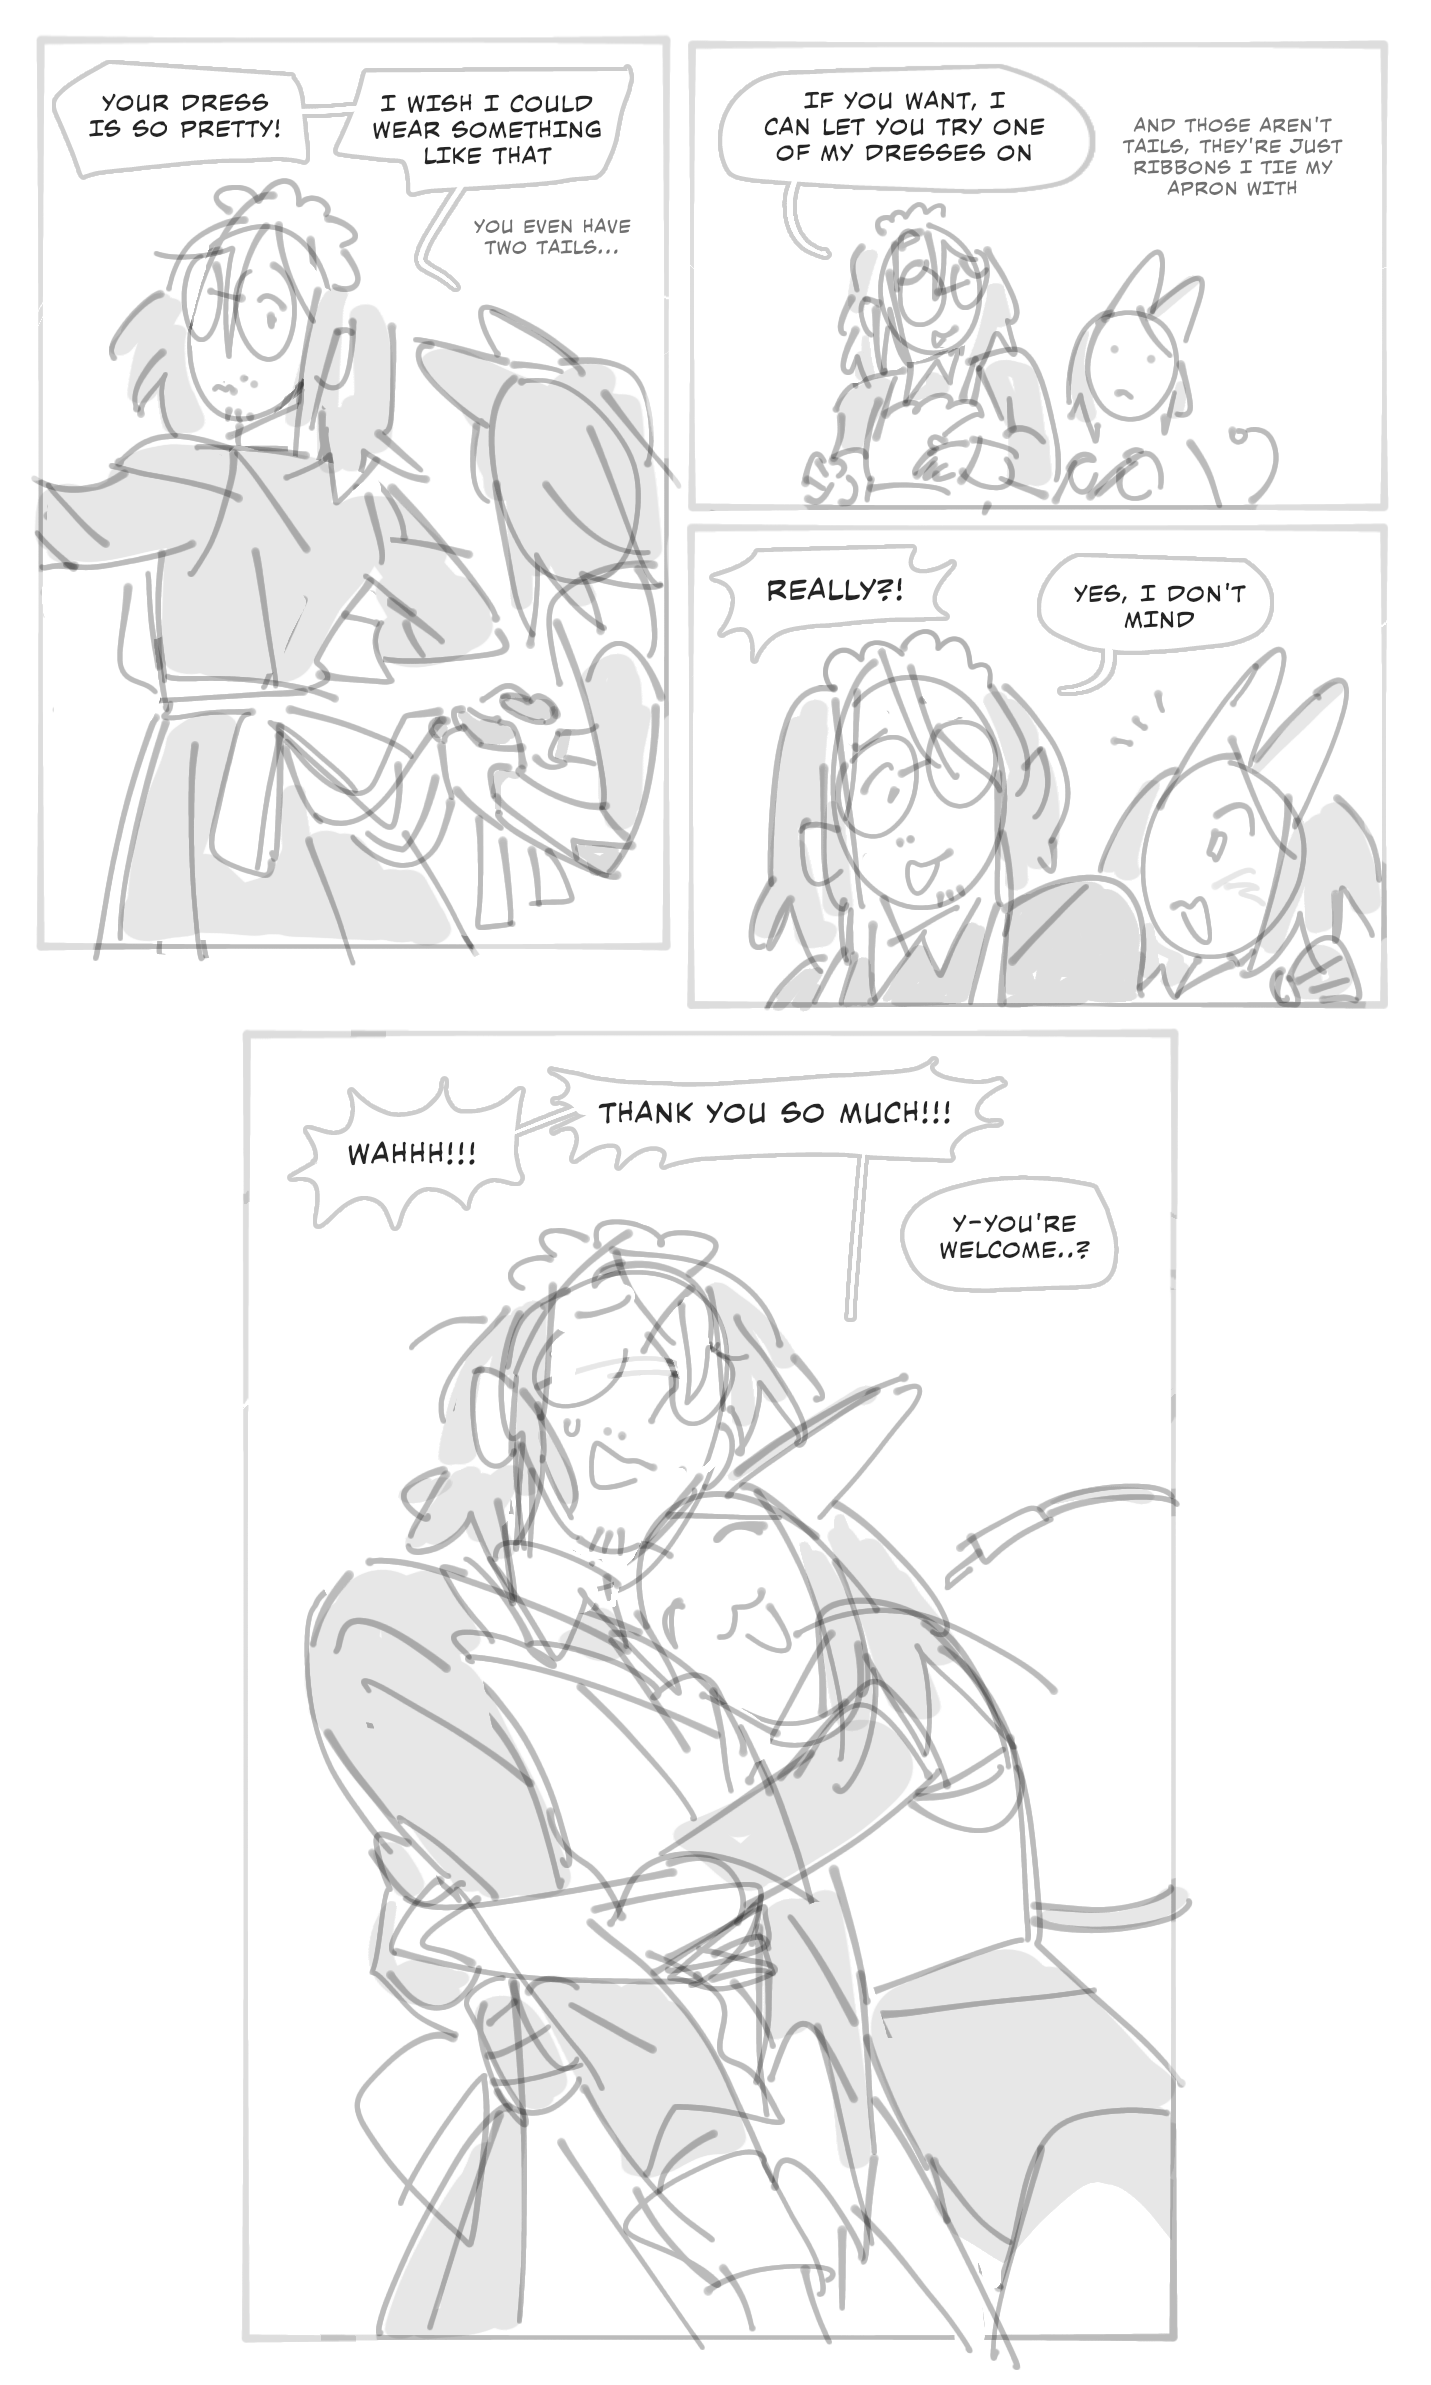 YOUR DRESS
IS SO PRETTY!
I WISH I COULD
WEAR SOMETHING
LIKE THAT
YOU EVEN HAVE
TWO TAILS...
IF YOU WANT, I
CAN LET YOU TRY ONE
OF MY DRESSES ON
AND THOSE AREN'T
TAILS, THEY'RE JUST
RIBBONS I TIE MY
APRON WITH
REALLY?!
YES, I DON'T
MIND
WAHHH!!!
THANK YOU SO MUCH!!!
Y-YOU'RE
WELCOME..?